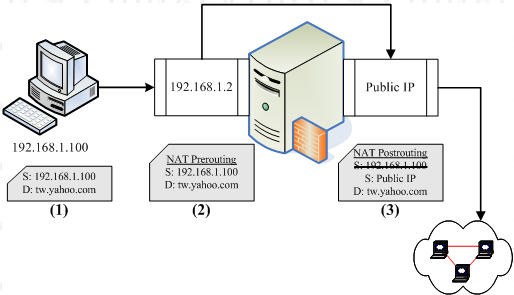 192.168.1.2
Public IP
192.168.1.100
S: 192.168.1.100
D: tw.yahoo.com
(1)
NAT Prerouting
S: 192.168.1.100
D: tw.yahoo.com
(2)
NAT Postrouting
S: 192.168.1.100
S: Public IP
D: tw.yahoo.com
(3)